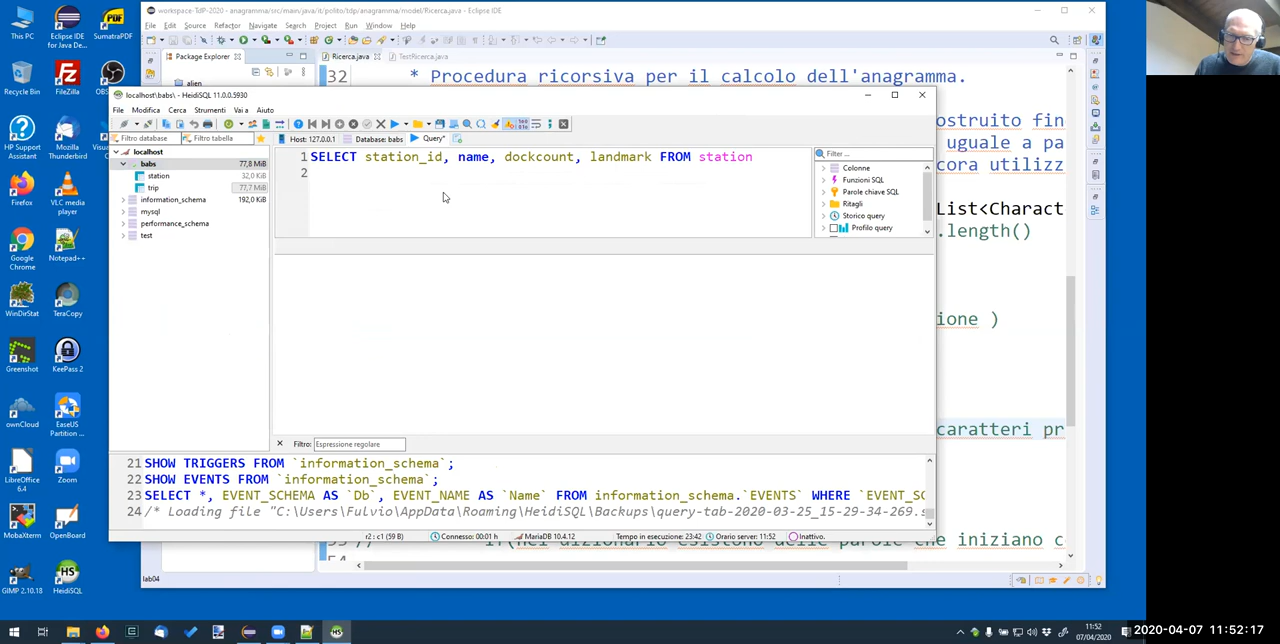 This PC
Eclipse IDE
for Java De...
SumatraPDF
Recycle Bin
FileZilla
OBS
HP Support
Assistant
Mozilla
Thunderbird
Firefox
VLC media
player
Google
Chrome
Notepad++
WinDirStat
TeraCopy
Greenshot
KeePass 2
ownCloud
EaseUS
Partition ...
LibreOffice
6.4
Zoom
MobaXterm
OpenBoard
GIMP 2.10.18
HeidiSQL
workspace-TdP-2020 - anagramma/src/main/java/it/polito/tdp/anagramma/model/Ricerca.java - Eclipse IDE
File Edit Source Refactor Navigate Search Project Run Window Help
Package Explorer
Ricerca.java
TestRicerca.java
alien
32 * Procedura ricorsiva per il calcolo dell'anagramma.
ostruito fin
uguale a pa
cora utilizz
List<Charact
.length()
ione )
caratteri pr
if(nel dizionario esistono delle parole che iniziano c
54
lab04
localhost\babs\ - HeidiSQL 11.0.0.5930
File Modifica Cerca Strumenti Vai a Aiuto
Filtro database
Filtro tabella
Host: 127.0.0.1
Database: babs
Query*
localhost
babs 77,8 MiB
station 32,0 KiB
trip 77,7 MiB
information_schema 192,0 KiB
mysql
performance_schema
test
1 SELECT station_id, name, dockcount, landmark FROM station
2
Filter ...
Colonne
Funzioni SQL
Parole chiave SQL
Ritagli
Storico query
Profilo query
Filtro: Espressione regolare
21 SHOW TRIGGERS FROM `information_schema`;
22 SHOW EVENTS FROM `information_schema`;
23 SELECT *, EVENT_SCHEMA AS `Db`, EVENT_NAME AS `Name` FROM information_schema.`EVENTS` WHERE `EVENT_SC
24 /* Loading file "C:\Users\Fulvio\AppData\Roaming\HeidiSQL\Backups\query-tab-2020-03-25_15-29-34-269.s
r2 : c1 (59 B)
Connesso: 00:01 h
MariaDB 10.4.12
Tempo in esecuzione: 23:42
Orario server: 11:52
Inattivo.
11:52
07/04/2020
2020-04-07 11:52:17